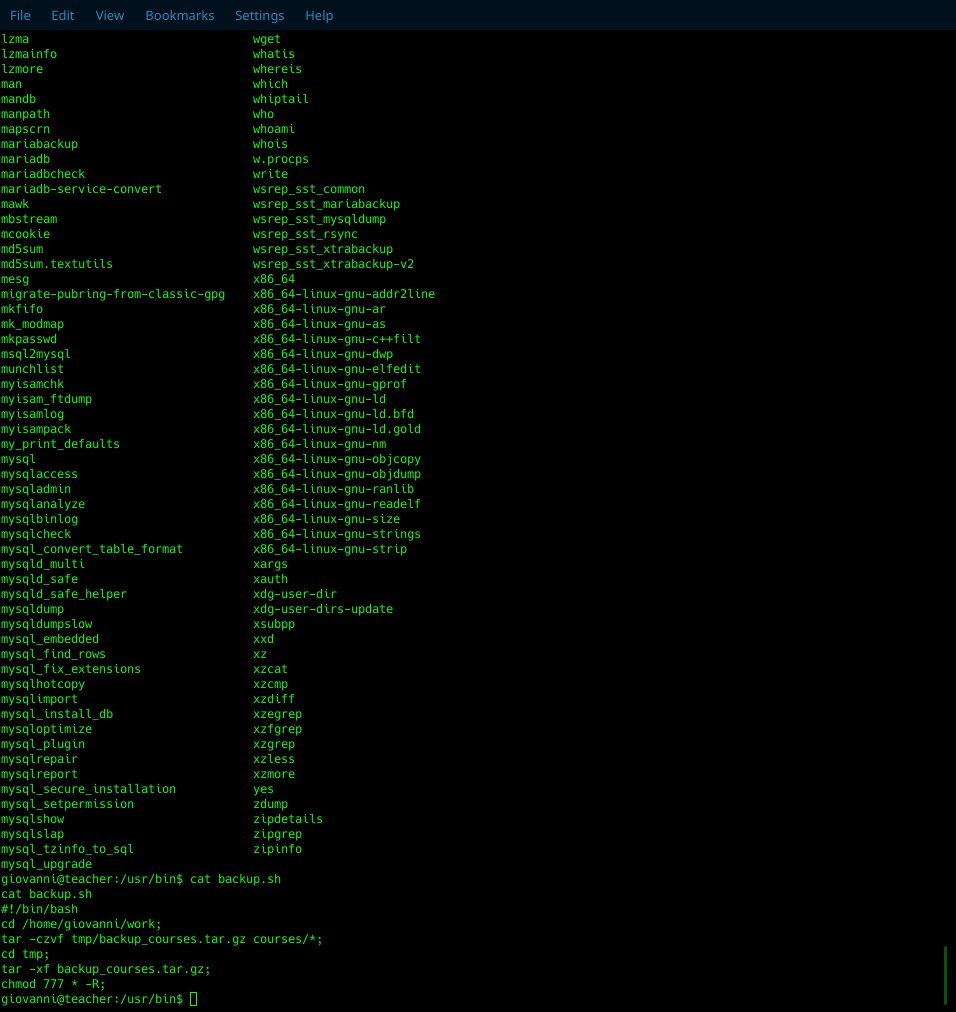 File Edit View Bookmarks Settings Help
lzma wget
lzmainfo whatis
lzmore whereis
man which
mandb whiptail
manpath who
mapscrn whoami
mariabackup whois
mariadb w.procps
mariadbcheck write
mariadb-service-convert wsrep_sst_common
mawk wsrep_sst_mariabackup
mbstream wsrep_sst_mysqldump
mcookie wsrep_sst_rsync
md5sum wsrep_sst_xtrabackup
md5sum.textutils wsrep_sst_xtrabackup-v2
mesg x86_64
migrate-pubring-from-classic-gpg x86_64-linux-gnu-addr2line
mkfifo x86_64-linux-gnu-ar
mk_modmap x86_64-linux-gnu-as
mkpasswd x86_64-linux-gnu-c++filt
msql2mysql x86_64-linux-gnu-dwp
munchlist x86_64-linux-gnu-elfedit
myisamchk x86_64-linux-gnu-gprof
myisam_ftdump x86_64-linux-gnu-ld
myisamlog x86_64-linux-gnu-ld.bfd
myisampack x86_64-linux-gnu-ld.gold
my_print_defaults x86_64-linux-gnu-nm
mysql x86_64-linux-gnu-objcopy
mysqlaccess x86_64-linux-gnu-objdump
mysqladmin x86_64-linux-gnu-ranlib
mysqlanalyze x86_64-linux-gnu-readelf
mysqlbinlog x86_64-linux-gnu-size
mysqlcheck x86_64-linux-gnu-strings
mysql_convert_table_format x86_64-linux-gnu-strip
mysqld_multi xargs
mysqld_safe xauth
mysqld_safe_helper xdg-user-dir
mysqldump xdg-user-dirs-update
mysqldumpslow xsubpp
mysql_embedded xxd
mysql_find_rows xz
mysql_fix_extensions xzcat
mysqlhotcopy xzcmp
mysqlimport xzdiff
mysql_install_db xzegrep
mysqloptimize xzfgrep
mysql_plugin xzgrep
mysqlrepair xzless
mysqlreport xzmore
mysql_secure_installation yes
mysql_setpermission zdump
mysqlshow zipdetails
mysqlslap zipgrep
mysql_tzinfo_to_sql zipinfo
mysql_upgrade
giovanni@teacher:/usr/bin$ cat backup.sh
cat backup.sh
#!/bin/bash
cd /home/giovanni/work;
tar -czvf tmp/backup_courses.tar.gz courses/*;
cd tmp;
tar -xf backup_courses.tar.gz;
chmod 777 * -R;
giovanni@teacher:/usr/bin$